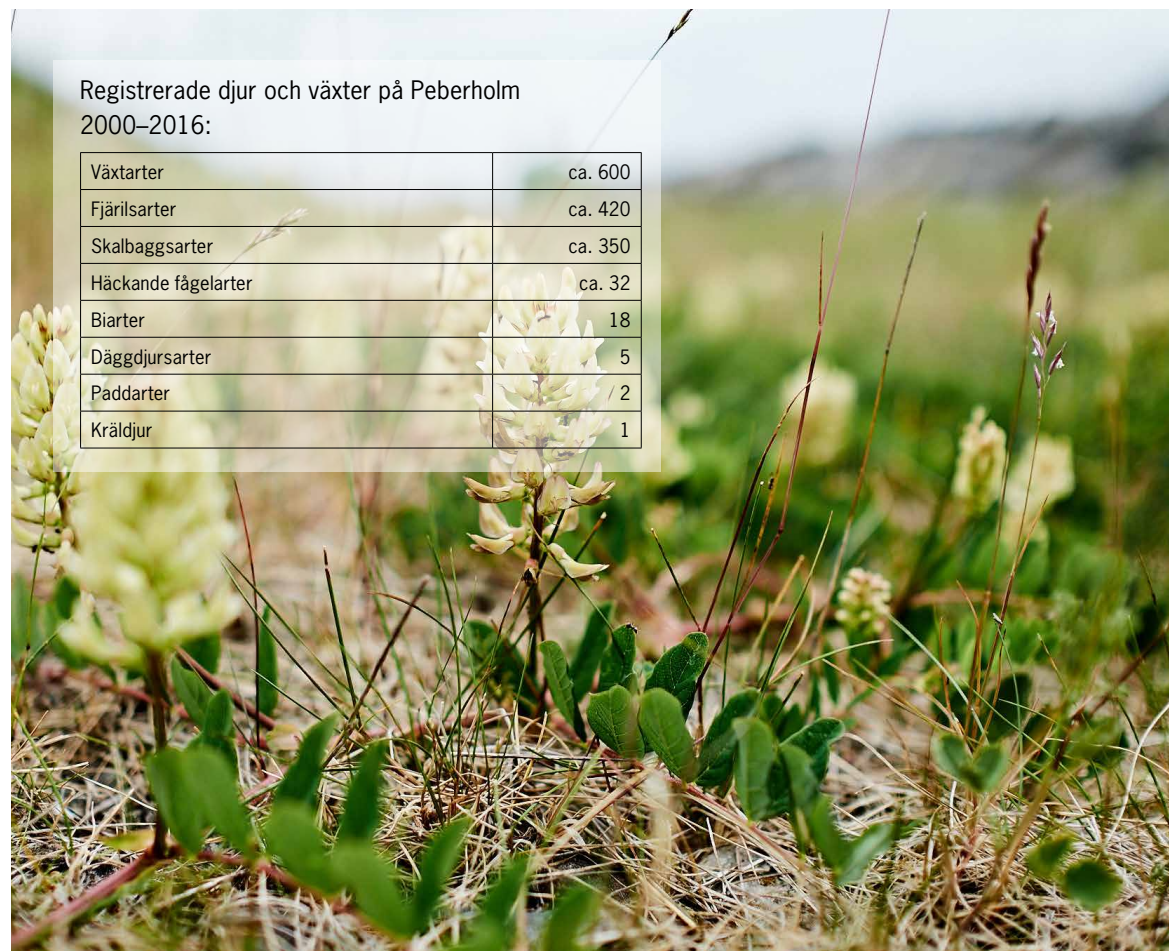 Registrerade djur och växter på Peberholm
2000–2016:
Växtarter ca. 600
Fjärilsarter ca. 420
Skalbaggsarter ca. 350
Häckande fågelarter ca. 32
Biarter 18
Däggdjursarter 5
Paddarter 2
Kräldjur 1